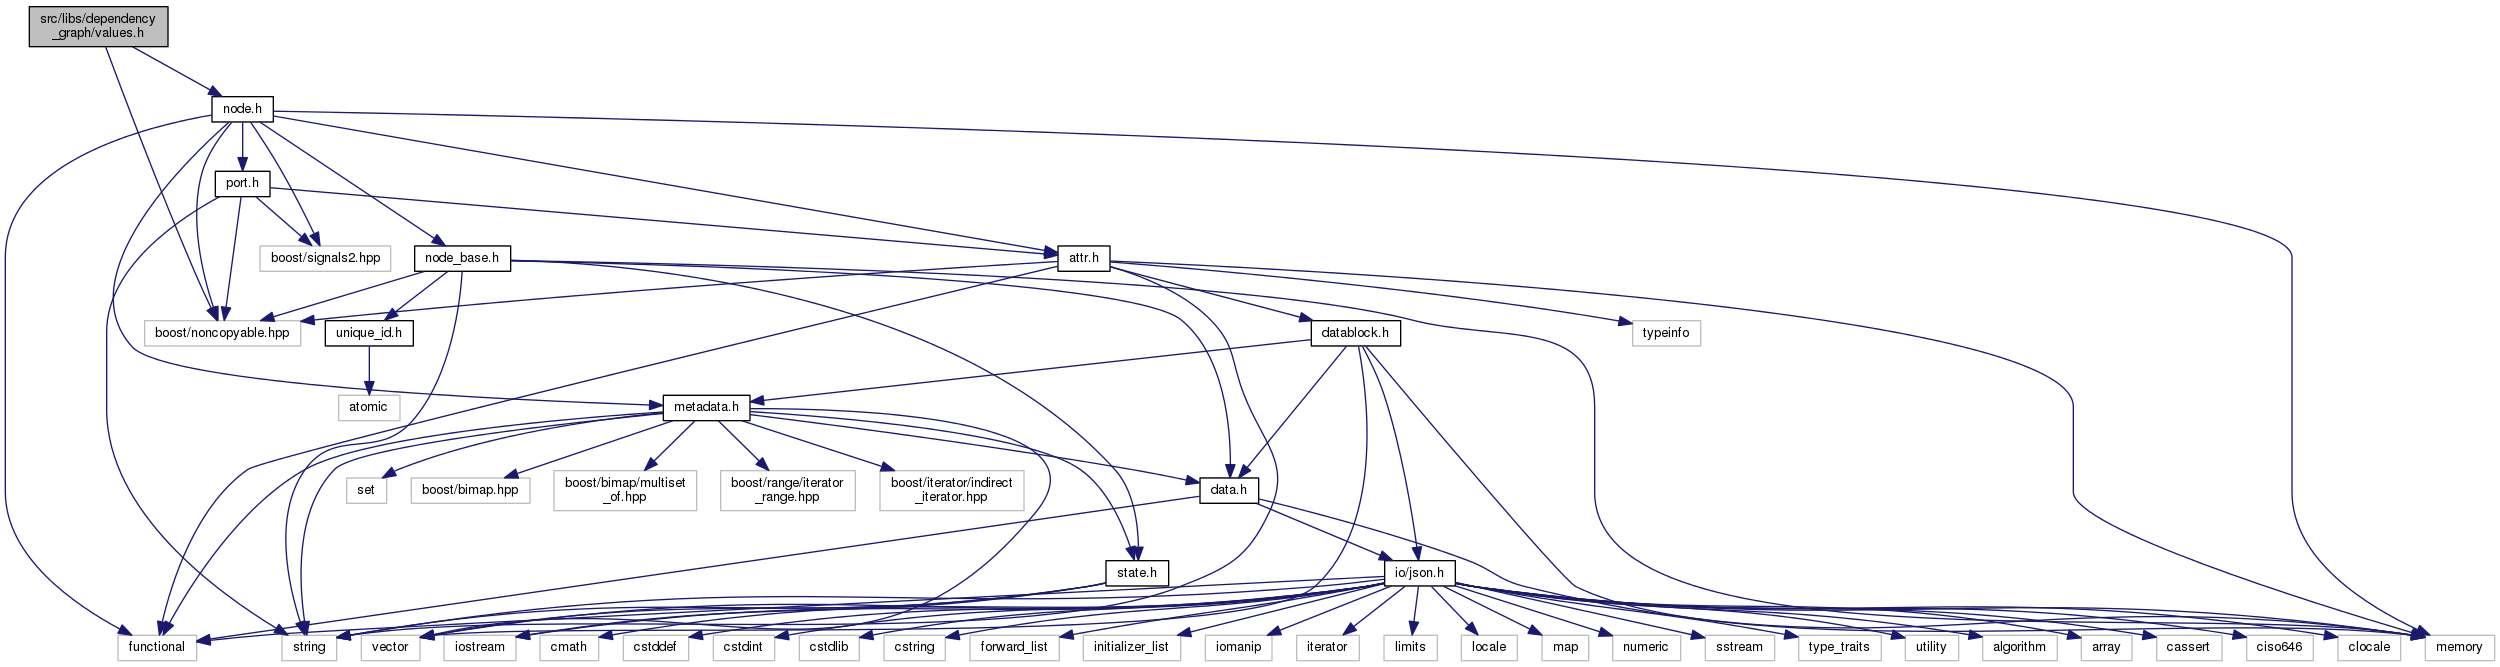 src/libs/dependency
_graph/values.h
node.h
port.h
boost/signals2.hpp
node_base.h
attr.h
boost/noncopyable.hpp
unique_id.h
datablock.h
typeinfo
atomic
metadata.h
set
boost/bimap.hpp
boost/bimap/multiset
_of.hpp
boost/range/iterator
_range.hpp
boost/iterator/indirect
_iterator.hpp
data.h
state.h
io/json.h
functional
string
vector
iostream
cmath
cstddef
cstdint
cstdlib
cstring
forward_list
initializer_list
iomanip
iterator
limits
locale
map
numeric
sstream
type_traits
utility
algorithm
array
cassert
ciso646
clocale
memory